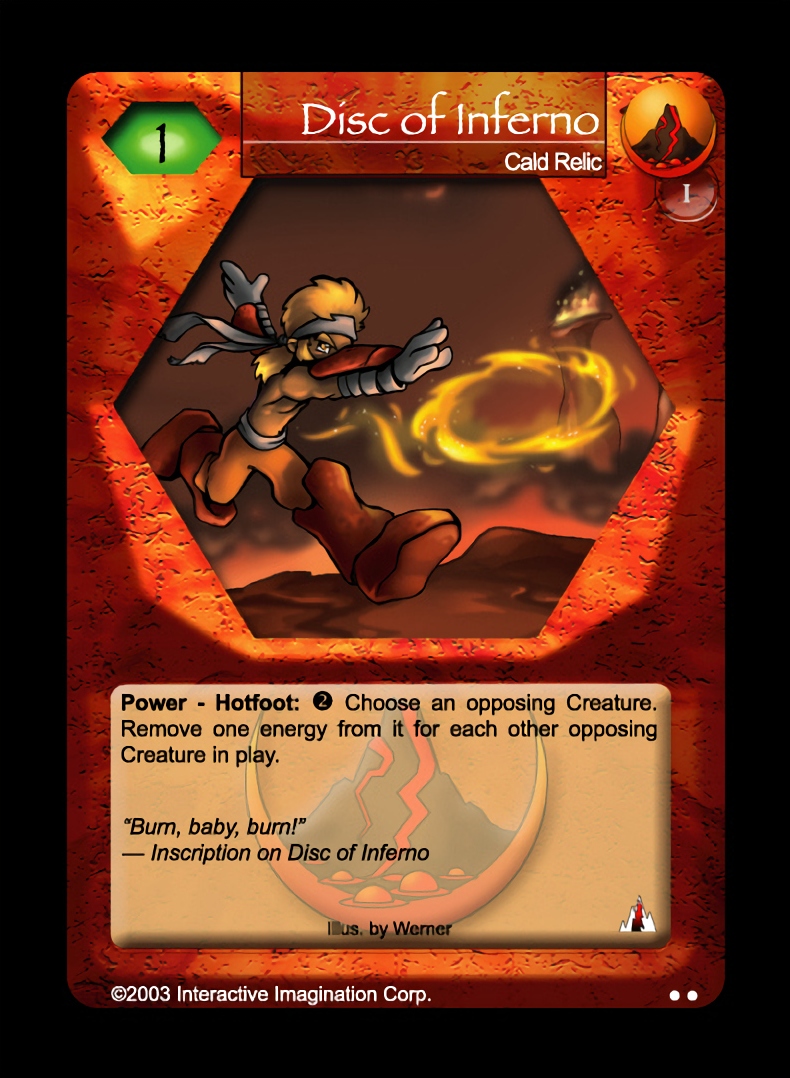 1
Disc of Inferno
Cald Relic
I
Power - Hotfoot: ❷ Choose an opposing Creature.
Remove one energy from it for each other opposing
Creature in play.
“Burn, baby, burn!”
— Inscription on Disc of Inferno
Illus. by Werner
©2003 Interactive Imagination Corp.